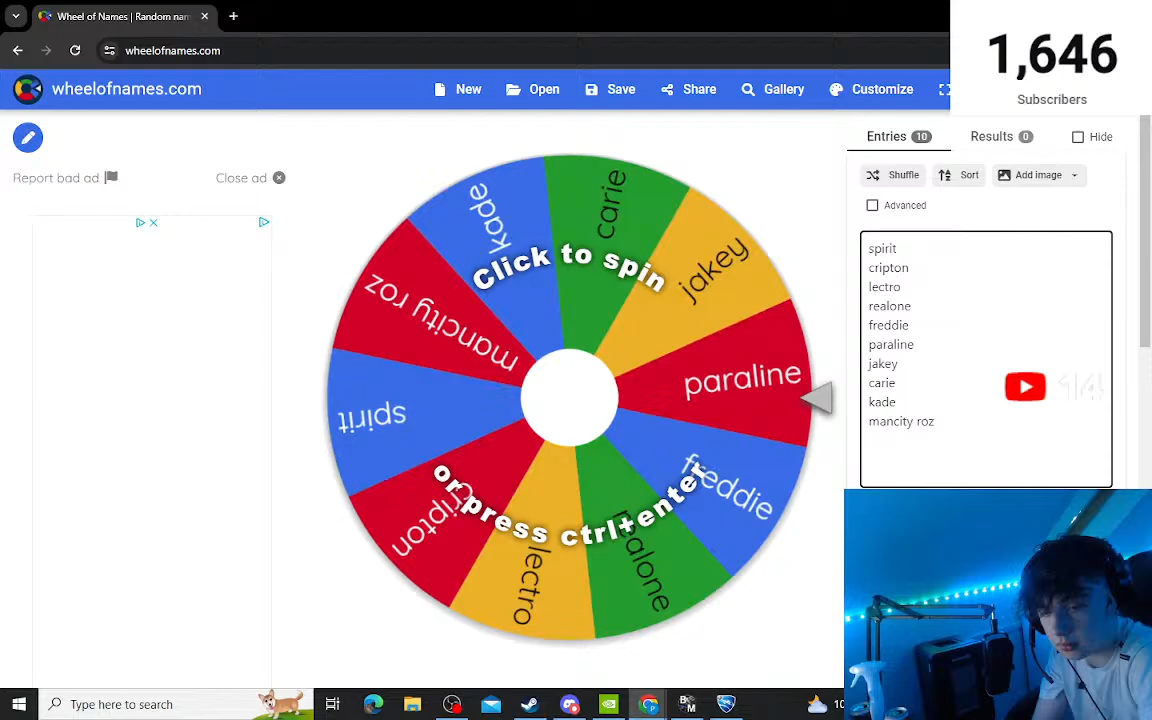 Wheel of Names | Random nam
1,646
Subscribers
wheelofnames.com
wheelofnames.com
New
Open
Save
Share
Gallery
Customize
Entries 10
Results 0
Hide
Report bad ad
Close ad
Shuffle
Sort
Add image
Advanced
spirit
cripton
lectro
realone
freddie
paraline
jakey
carie
kade
mancity roz
14
kade
carie
jakey
paraline
freddie
realone
lectro
cripton
spirit
mancity roz
Click to spin
or press ctrl+enter
Type here to search
10